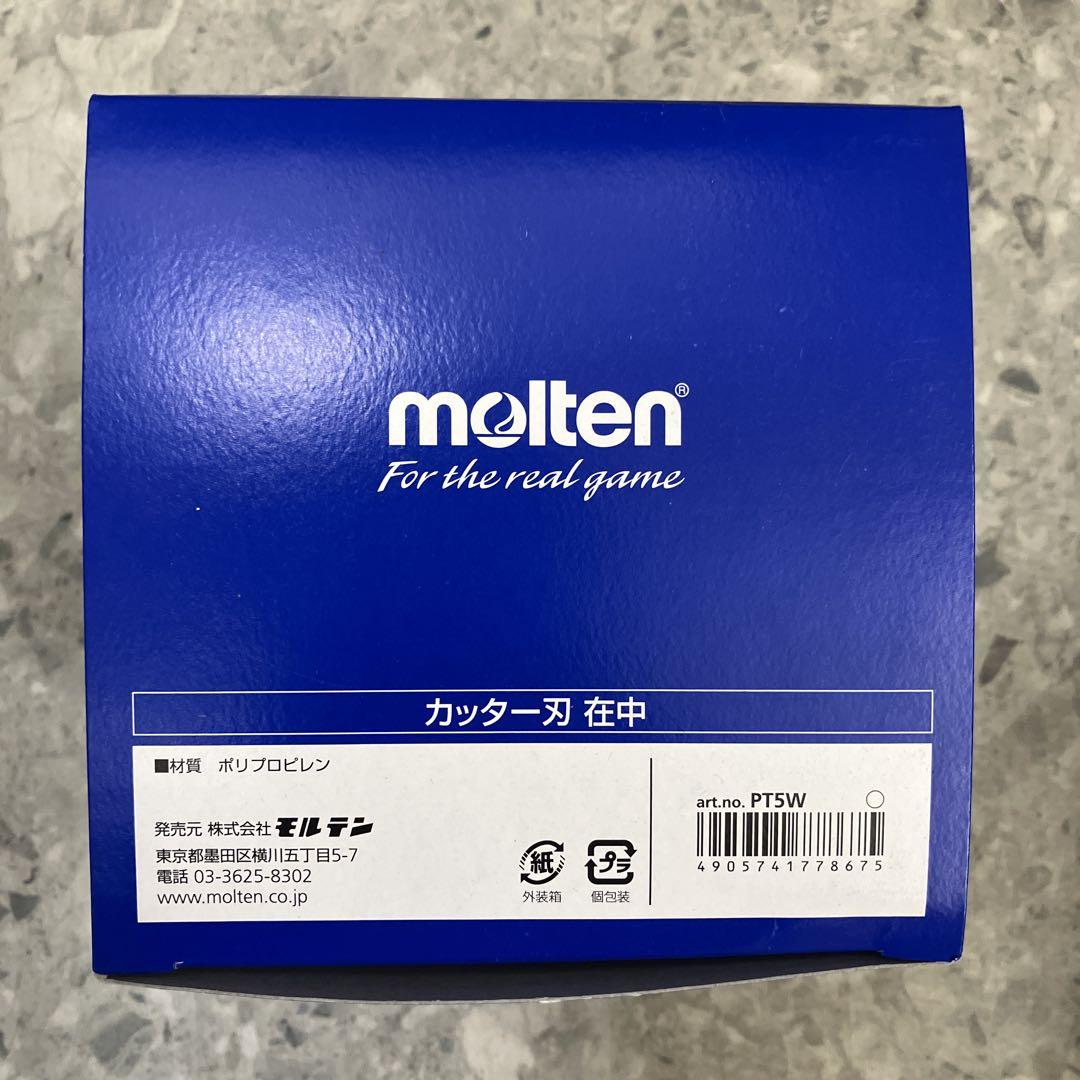 molten®
For the real game
カッター刃 在中
■材質 ポリプロピレン
発売元 株式会社 モルテン
東京都墨田区横川五丁目5-7
電話 03-3625-8302
www.molten.co.jp
紙
外装箱
プラ
個包装
art.no. PT5W
4905741778675